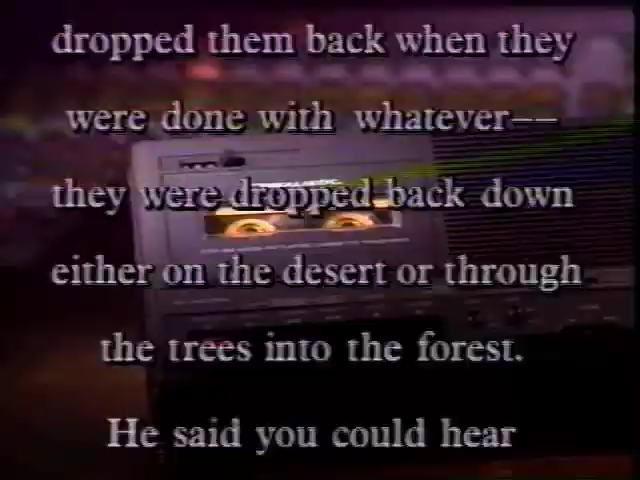 dropped them back when they
were done with whatever--
they were dropped back down
either on the desert or through
the trees into the forest.
He said you could hear